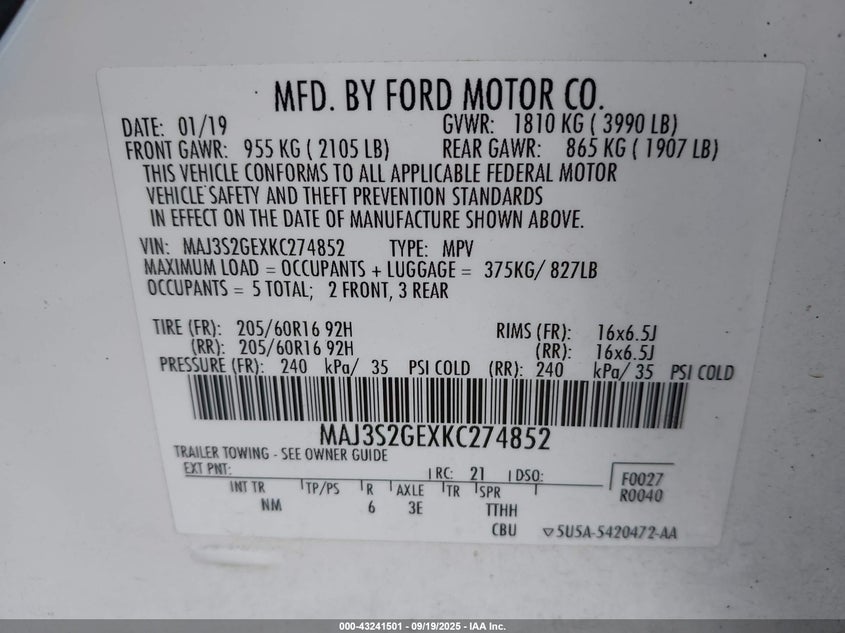 MFD. BY FORD MOTOR CO.
DATE: 01/19 GVWR: 1810 KG ( 3990 LB)
FRONT GAWR: 955 KG ( 2105 LB) REAR GAWR: 865 KG ( 1907 LB)
THIS VEHICLE CONFORMS TO ALL APPLICABLE FEDERAL MOTOR
VEHICLE SAFETY AND THEFT PREVENTION STANDARDS
IN EFFECT ON THE DATE OF MANUFACTURE SHOWN ABOVE.
VIN: MAJ3S2GEXKC274852 TYPE: MPV
MAXIMUM LOAD = OCCUPANTS + LUGGAGE = 375KG/ 827LB
OCCUPANTS = 5 TOTAL; 2 FRONT, 3 REAR
TIRE (FR): 205/60R16 92H RIMS (FR): 16x6.5J
(RR): 205/60R16 92H (RR): 16x6.5J
PRESSURE (FR): 240 kPa/ 35 PSI COLD (RR): 240 kPa/ 35 PSI COLD
MAJ3S2GEXKC274852
TRAILER TOWING - SEE OWNER GUIDE
EXT PNT: RC: 21 DSO: F0027
INT TR TP/PS R AXLE TR SPR R0040
NM 6 3E TTHH
CBU ▽5U5A-5420472-AA
000-43241501 - 09/19/2025 - IAA Inc.